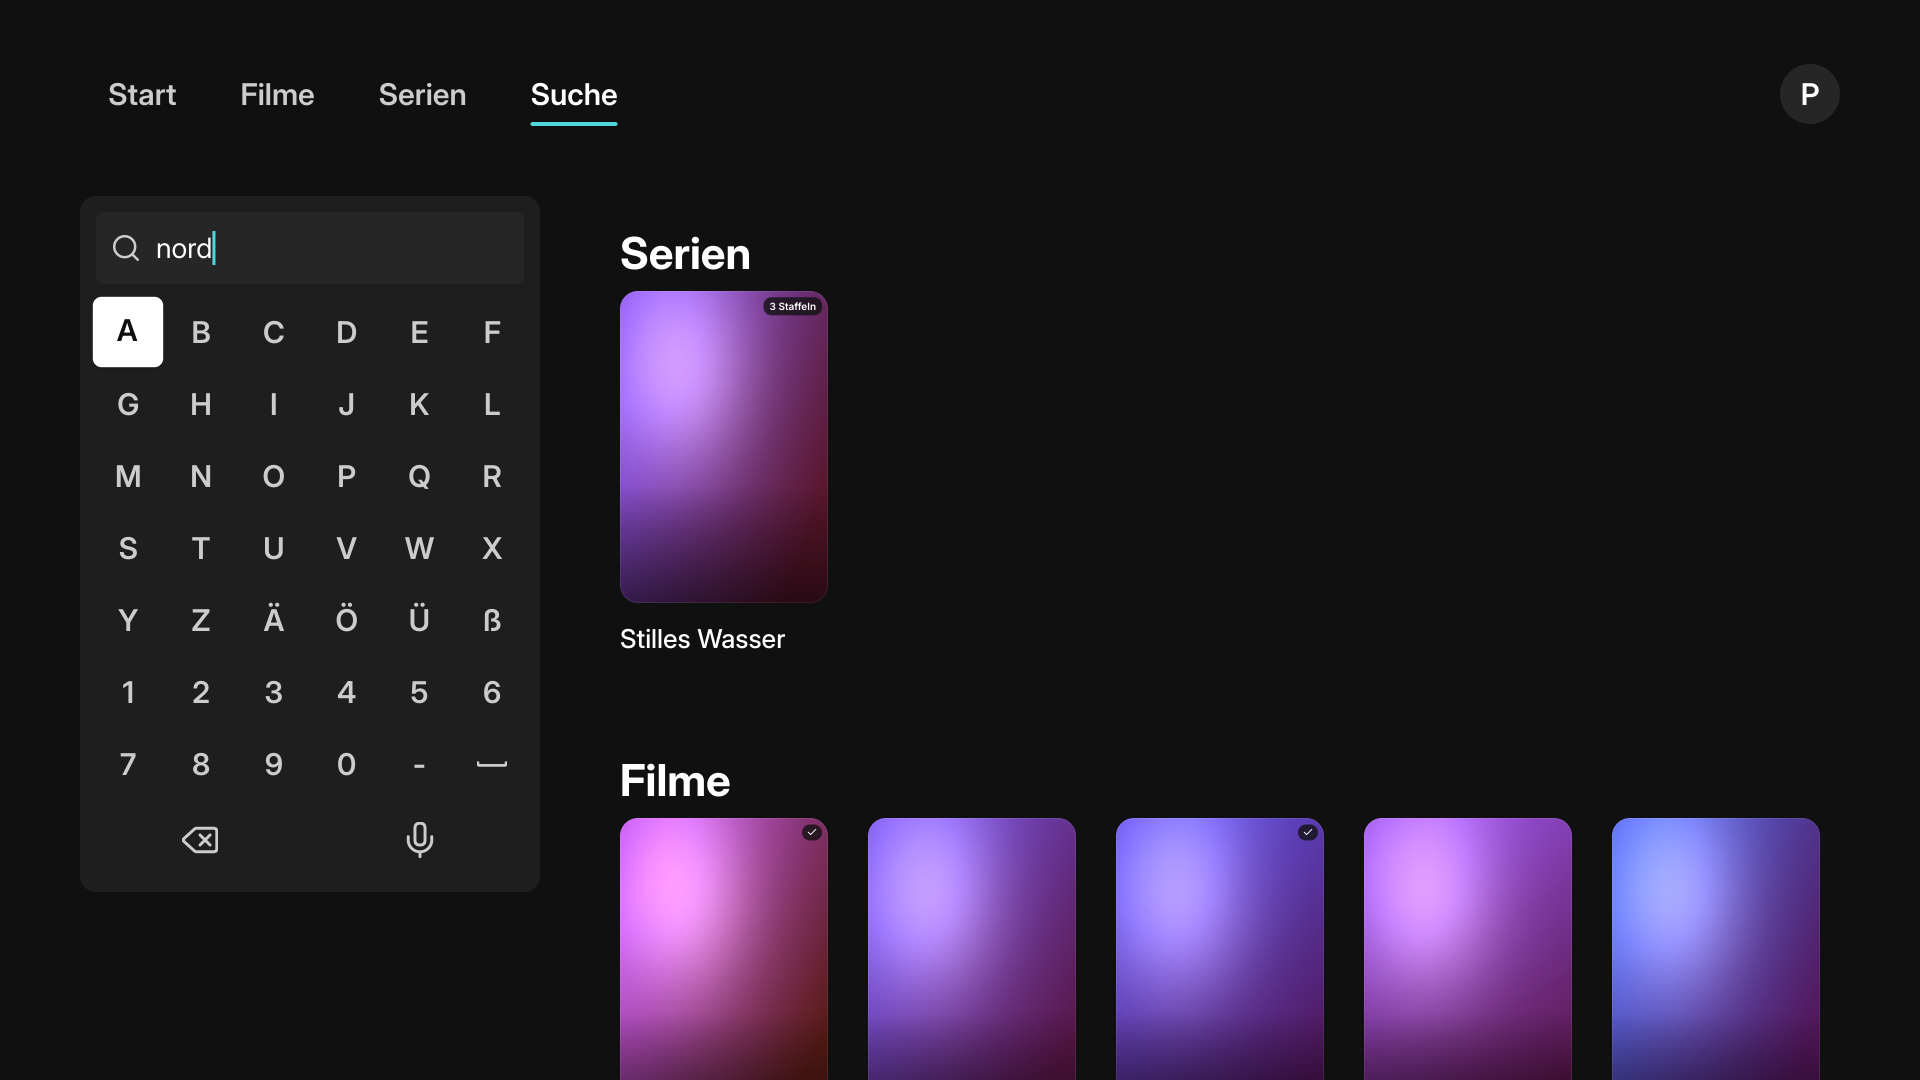 Start Filme Serien Suche P
nord
A B C D E F
G H I J K L
M N O P Q R
S T U V W X
Y Z Ä Ö Ü ß
1 2 3 4 5 6
7 8 9 0 -
Serien
3 Staffeln
Stilles Wasser
Filme